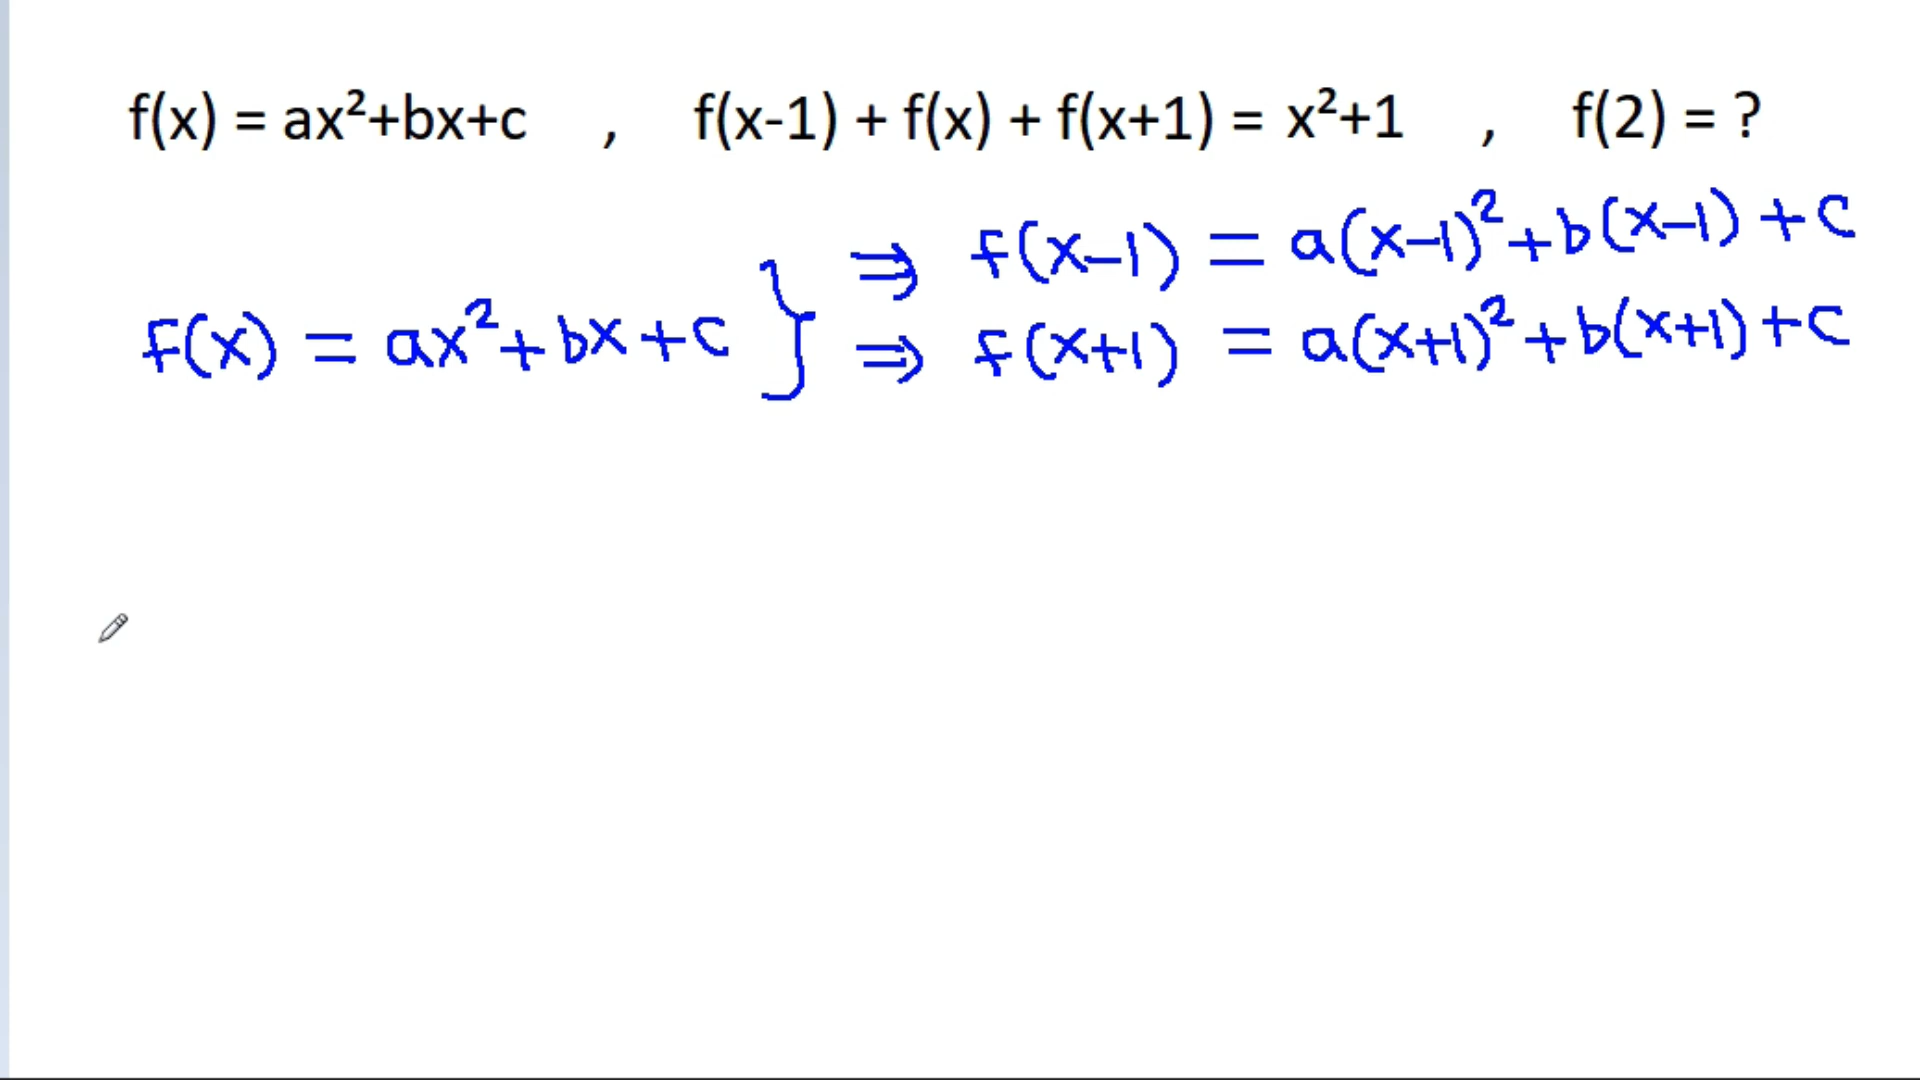 f(x) = ax²+bx+c , f(x-1) + f(x) + f(x+1) = x²+1 , f(2) = ?
⇒ f(x-1) = a(x-1)²+b(x-1)+c
f(x) = ax²+bx+c } ⇒ f(x+1) = a(x+1)²+b(x+1)+c